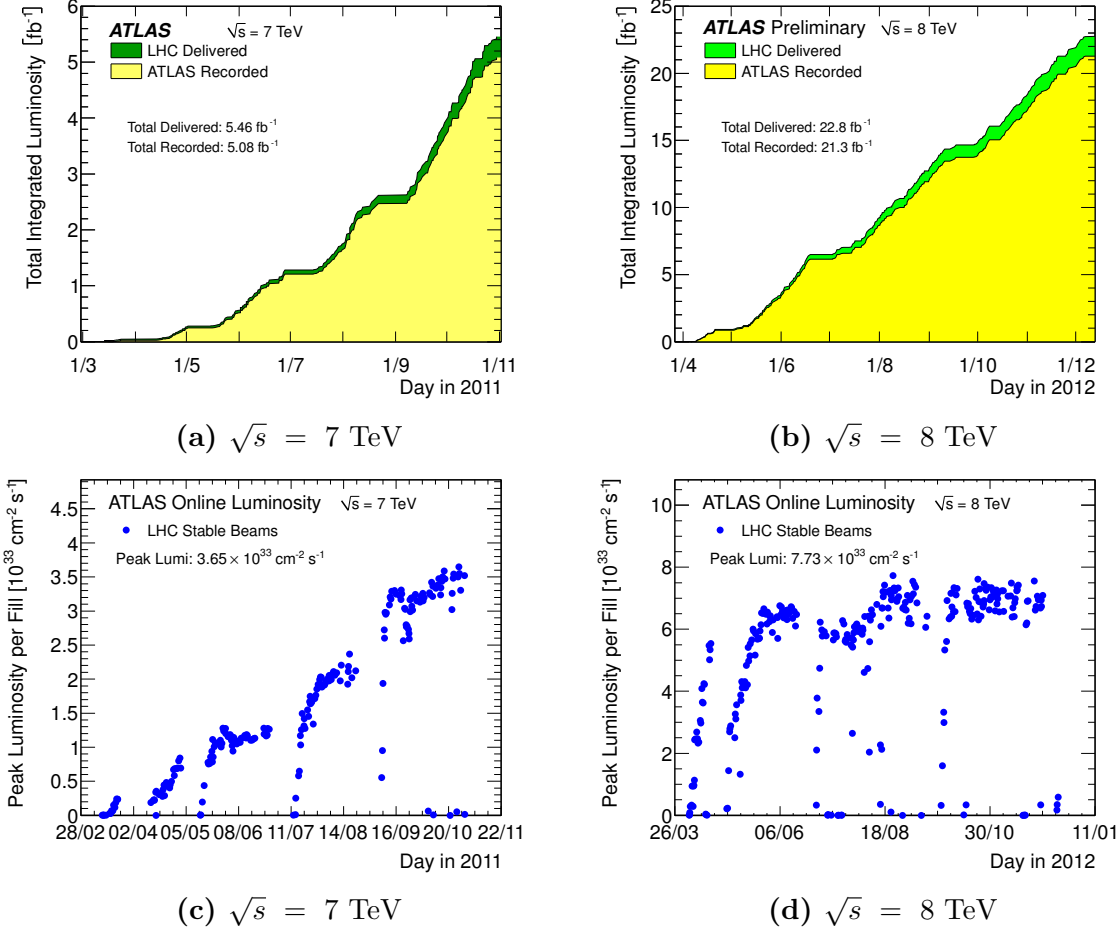 Total Integrated Luminosity [fb⁻¹]
ATLAS √s = 7 TeV
LHC Delivered
ATLAS Recorded
Total Delivered: 5.46 fb⁻¹
Total Recorded: 5.08 fb⁻¹
6
5
4
3
2
1
0
1/3 1/5 1/7 1/9 1/11
Day in 2011
(a) √s = 7 TeV
Total Integrated Luminosity [fb⁻¹]
ATLAS Preliminary √s = 8 TeV
LHC Delivered
ATLAS Recorded
Total Delivered: 22.8 fb⁻¹
Total Recorded: 21.3 fb⁻¹
25
20
15
10
5
0
1/4 1/6 1/8 1/10 1/12
Day in 2012
(b) √s = 8 TeV
Peak Luminosity per Fill [10³³ cm⁻² s⁻¹]
ATLAS Online Luminosity √s = 7 TeV
LHC Stable Beams
Peak Lumi: 3.65 × 10³³ cm⁻² s⁻¹
4.5
4
3.5
3
2.5
2
1.5
1
0.5
0
28/02 02/04 05/05 08/06 11/07 14/08 16/09 20/10 22/11
Day in 2011
(c) √s = 7 TeV
Peak Luminosity per Fill [10³³ cm⁻² s⁻¹]
ATLAS Online Luminosity √s = 8 TeV
LHC Stable Beams
Peak Lumi: 7.73 × 10³³ cm⁻² s⁻¹
10
8
6
4
2
0
26/03 06/06 18/08 30/10 11/01
Day in 2012
(d) √s = 8 TeV